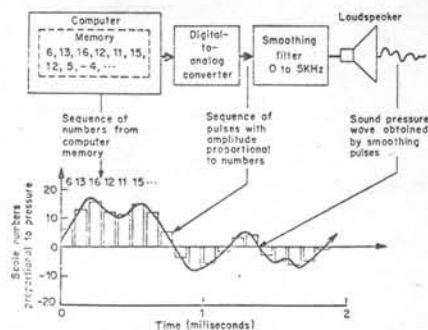 Computer
Memory
6, 13, 16, 12, 11, 15,
12, 5, -4, ...
Digital-
to-
analog
converter
Smoothing
filter
0 to 5KHz
Loudspeaker
Sequence of
numbers from
computer
memory
Sequence of
pulses with
amplitude
proportional
to numbers
Sound pressure
wave obtained
by smoothing
pulses
6 13 16 12 11 15 ...
Scale numbers
proportional to pressure
20
10
0
-10
-20
0
1
2
Time (miliseconds)